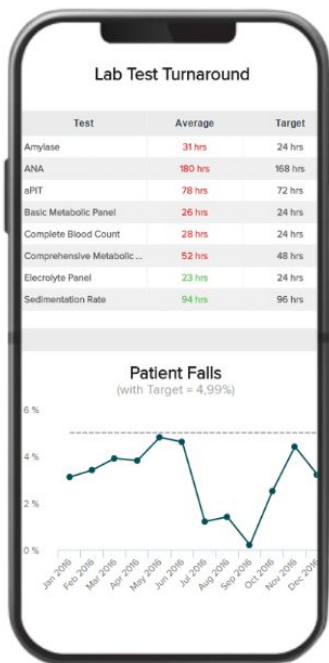 Lab Test Turnaround
Test Average Target
Amylase 31 hrs 24 hrs
ANA 180 hrs 168 hrs
aPIT 78 hrs 72 hrs
Basic Metabolic Panel 26 hrs 24 hrs
Complete Blood Count 28 hrs 24 hrs
Comprehensive Metabolic ... 52 hrs 48 hrs
Elecrolyte Panel 23 hrs 24 hrs
Sedimentation Rate 94 hrs 96 hrs
Patient Falls
(with Target = 4,99%)
6 %
4 %
2 %
0 %
Jan 2016 Feb 2016 Mar 2016 Apr 2016 May 2016 Jun 2016 Jul 2016 Aug 2016 Sep 2016 Oct 2016 Nov 2016 Dec 2016